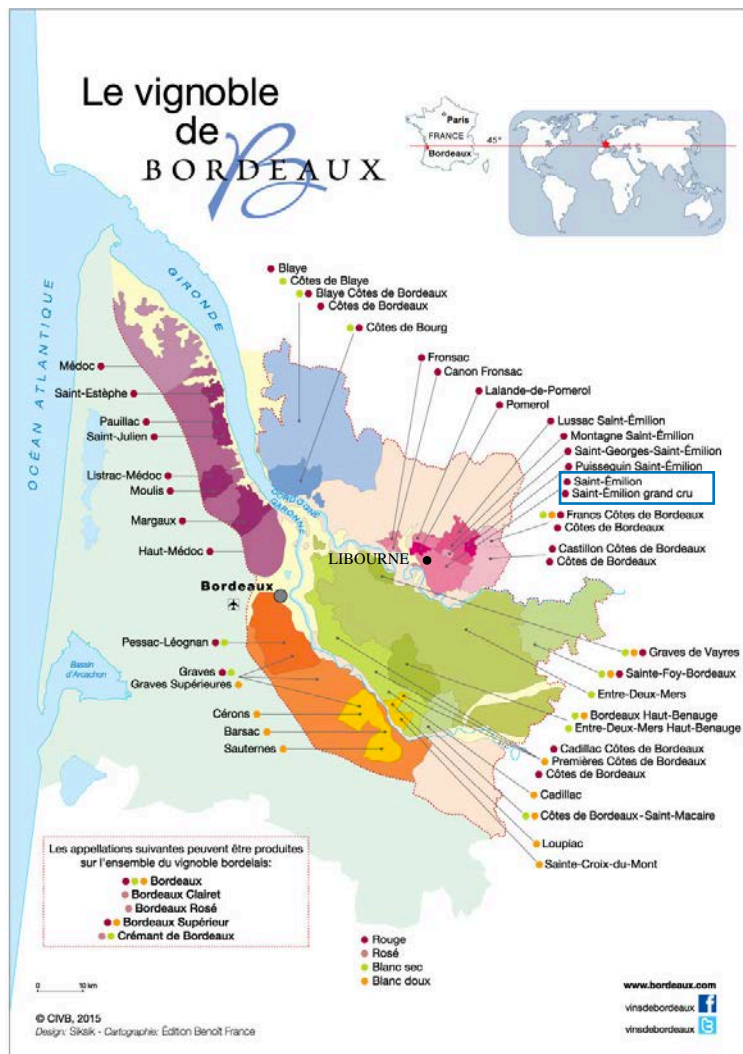 Le vignoble
de
BORDEAUX
B
Paris
FRANCE
Bordeaux
45°
OCÉAN ATLANTIQUE
GIRONDE
DORDOGNE
GARONNE
Blaye
Côtes de Blaye
Blaye Côtes de Bordeaux
Côtes de Bordeaux
Côtes de Bourg
Fronsac
Canon Fronsac
Lalande-de-Pomerol
Pomerol
Lussac Saint-Émilion
Montagne Saint-Émilion
Saint-Georges-Saint-Émilion
Puisseguin Saint-Émilion
Saint-Émilion
Saint-Émilion grand cru
Francs Côtes de Bordeaux
Côtes de Bordeaux
Castillon Côtes de Bordeaux
Côtes de Bordeaux
Médoc
Saint-Estèphe
Pauillac
Saint-Julien
Listrac-Médoc
Moulis
Margaux
Haut-Médoc
LIBOURNE
Bordeaux
Bassin
d'Arcachon
Pessac-Léognan
Graves
Graves Supérieures
Cérons
Barsac
Sauternes
Graves de Vayres
Sainte-Foy-Bordeaux
Entre-Deux-Mers
Bordeaux Haut-Benauge
Entre-Deux-Mers Haut-Benauge
Cadillac Côtes de Bordeaux
Premières Côtes de Bordeaux
Côtes de Bordeaux
Cadillac
Côtes de Bordeaux-Saint-Macaire
Loupiac
Sainte-Croix-du-Mont
Les appellations suivantes peuvent être produites
sur l'ensemble du vignoble bordelais:
Bordeaux
Bordeaux Clairet
Bordeaux Rosé
Bordeaux Supérieur
Crémant de Bordeaux
Rouge
Rosé
Blanc sec
Blanc doux
0 10 km
© CIVB, 2015
Design: Siksik - Cartographie: Édition Benoît France
www.bordeaux.com
vinsdebordeaux
vinsdebordeaux